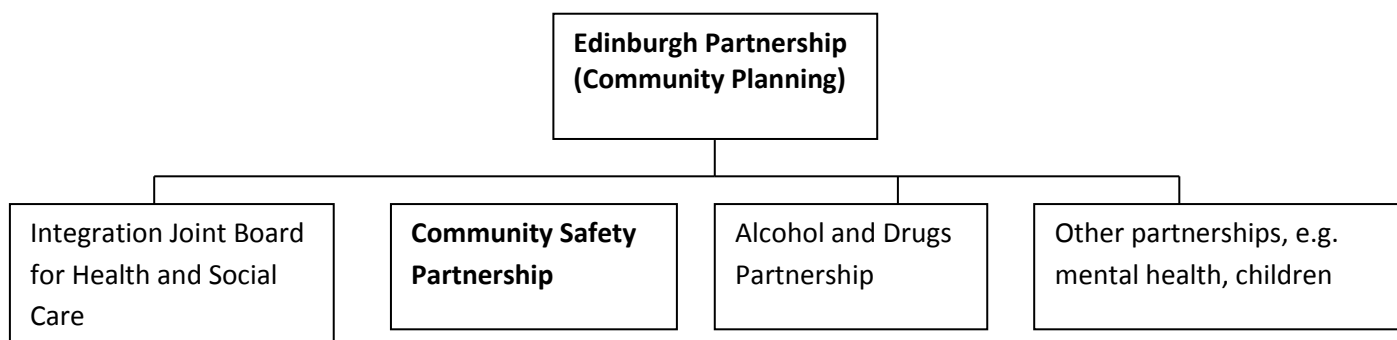 Edinburgh Partnership
(Community Planning)
Integration Joint Board
for Health and Social
Care
Community Safety
Partnership
Alcohol and Drugs
Partnership
Other partnerships, e.g.
mental health, children